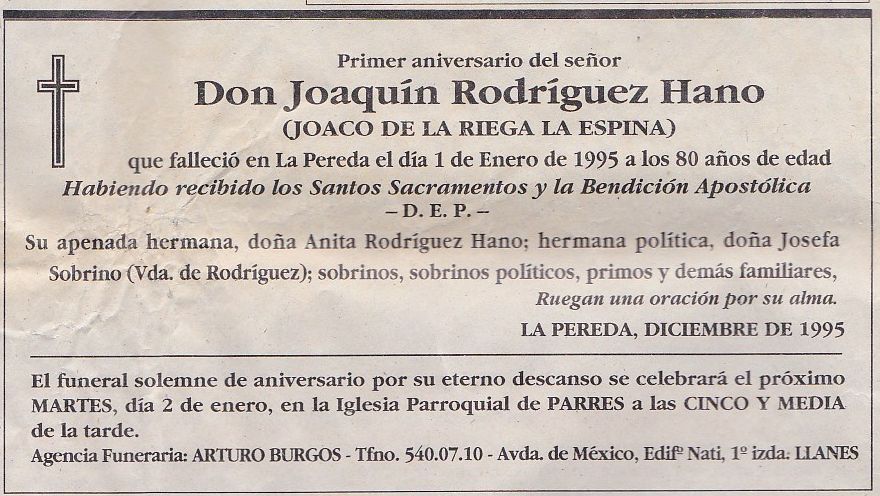 Primer aniversario del señor
Don Joaquín Rodríguez Hano
(JOACO DE LA RIEGA LA ESPINA)
que falleció en La Pereda el día 1 de Enero de 1995 a los 80 años de edad
Habiendo recibido los Santos Sacramentos y la Bendición Apostólica
– D. E. P. –
Su apenada hermana, doña Anita Rodríguez Hano; hermana política, doña Josefa
Sobrino (Vda. de Rodríguez); sobrinos, sobrinos políticos, primos y demás familiares,
Ruegan una oración por su alma.
LA PEREDA, DICIEMBRE DE 1995
El funeral solemne de aniversario por su eterno descanso se celebrará el próximo
MARTES, día 2 de enero, en la Iglesia Parroquial de PARRES a las CINCO Y MEDIA
de la tarde.
Agencia Funeraria: ARTURO BURGOS - Tfno. 540.07.10 - Avda. de México, Edifº Nati, 1º izda. LLANES